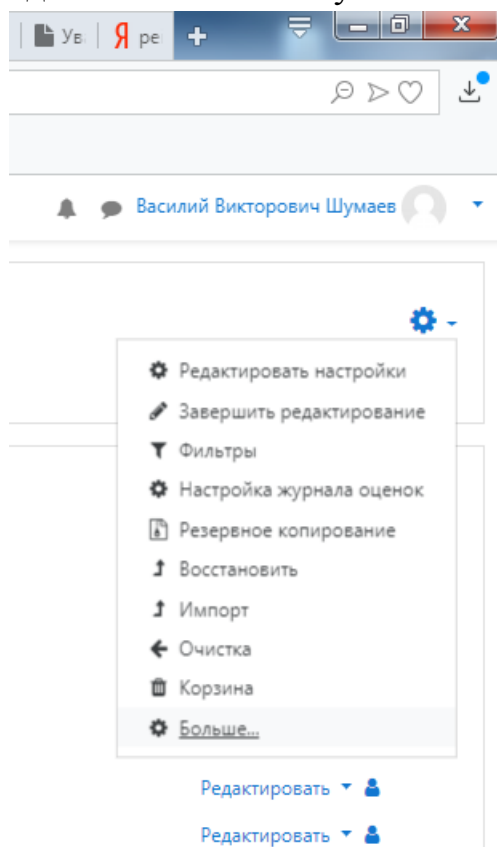 Ув
Я ре
Василий Викторович Шумаев
Редактировать настройки
Завершить редактирование
Фильтры
Настройка журнала оценок
Резервное копирование
Восстановить
Импорт
Очистка
Корзина
Больше...
Редактировать
Редактировать